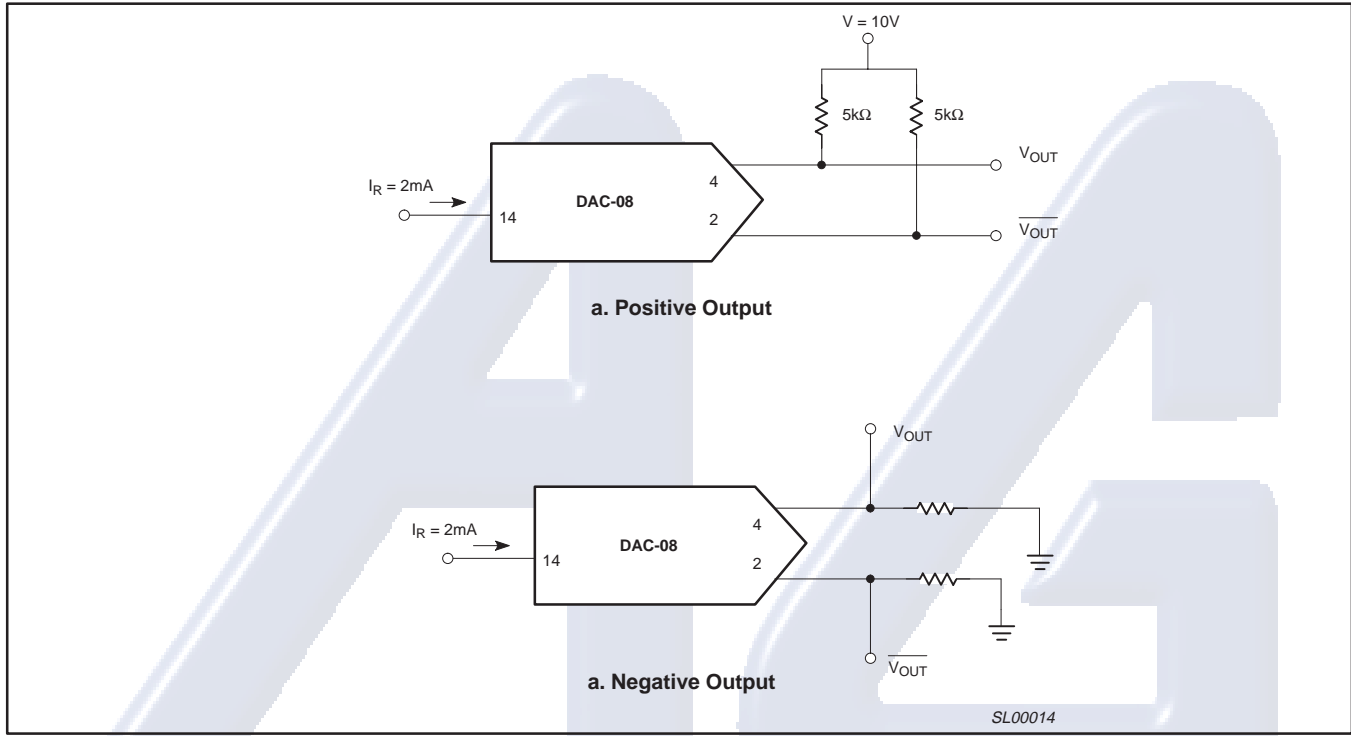 V = 10V
5kΩ 5kΩ
V_OUT
I_R = 2mA
4
DAC-08
14
2
V̅_O̅U̅T̅
a. Positive Output
V_OUT
I_R = 2mA
4
DAC-08
14
2
V̅_O̅U̅T̅
a. Negative Output
SL00014
AG